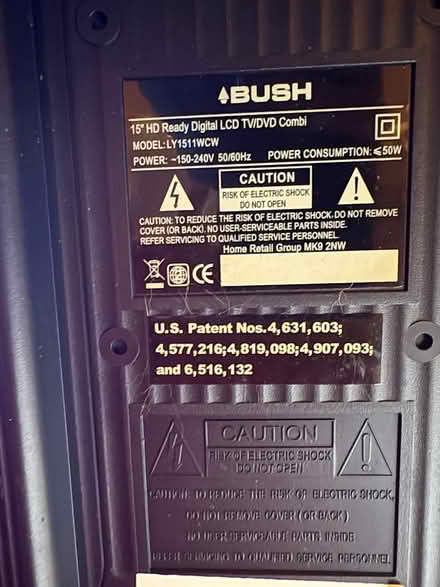 BUSH
15" HD Ready Digital LCD TV/DVD Combi
MODEL: LY1511WCW
POWER: ~150-240V 50/60Hz POWER CONSUMPTION:⩽50W
CAUTION
RISK OF ELECTRIC SHOCK
DO NOT OPEN
CAUTION: TO REDUCE THE RISK OF ELECTRIC SHOCK.DO NOT REMOVE
COVER (OR BACK). NO USER-SERVICEABLE PARTS INSIDE.
REFER SERVICING TO QUALIFIED SERVICE PERSONNEL.
Home Retail Group MK9 2NW
CE
U.S. Patent Nos.4,631,603;
4,577,216;4,819,098;4,907,093;
and 6,516,132
CAUTION
RISK OF ELECTRIC SHOCK
DO NOT OPEN
CAUTION: TO REDUCE THE RISK OF ELECTRIC SHOCK,
DO NOT REMOVE COVER (OR BACK)
NO USER SERVICEABLE PARTS INSIDE
REFER SERVICING TO QUALIFIED SERVICE PERSONNEL